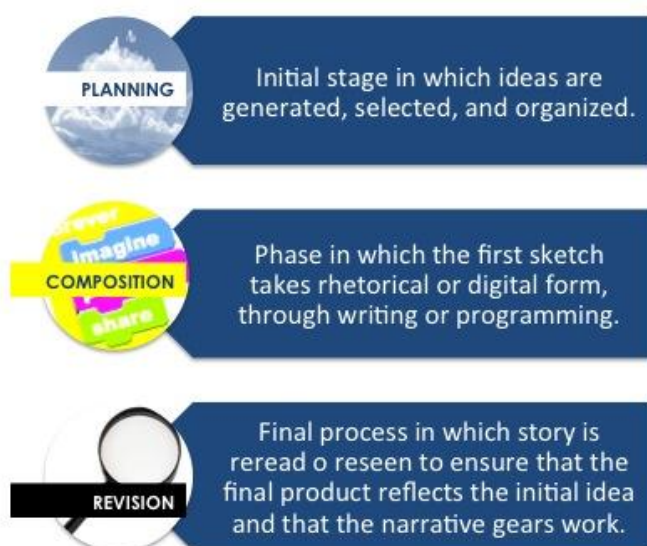 PLANNING
Initial stage in which ideas are
generated, selected, and organized.
forever
imagine
COMPOSITION
share
Phase in which the first sketch
takes rhetorical or digital form,
through writing or programming.
REVISION
Final process in which story is
reread o reseen to ensure that the
final product reflects the initial idea
and that the narrative gears work.